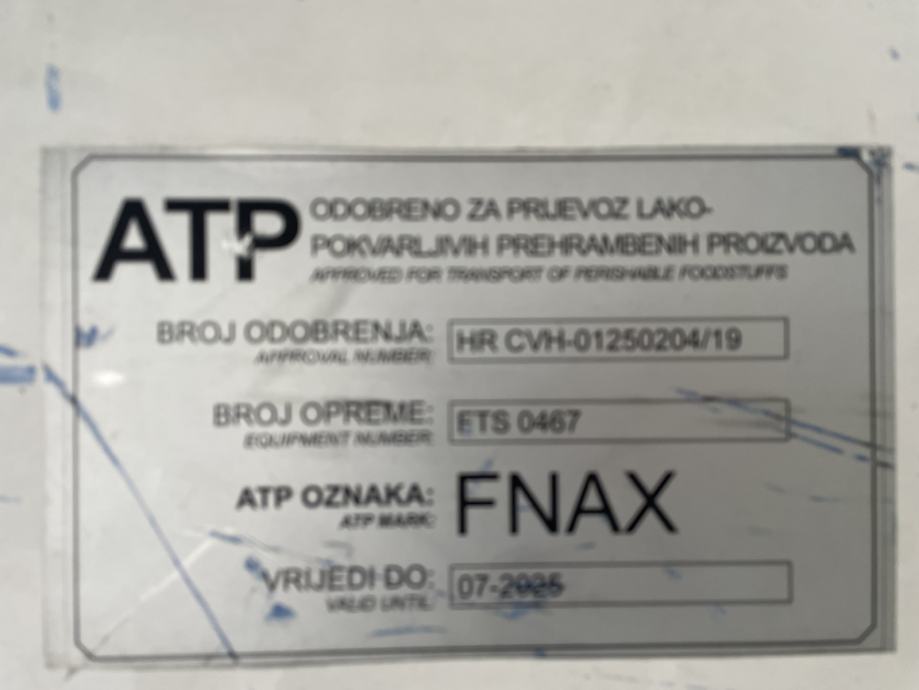 ATP
ODOBRENO ZA PRIJEVOZ LAKO-
POKVARLJIVIH PREHRAMBENIH PROIZVODA
APPROVED FOR TRANSPORT OF PERISHABLE FOODSTUFFS
BROJ ODOBRENJA: HR CVH-01250204/19
APPROVAL NUMBER:
BROJ OPREME: ETS 0467
EQUIPMENT NUMBER:
ATP OZNAKA: FNAX
ATP MARK:
VRIJEDI DO: 07-2025
VALID UNTIL: